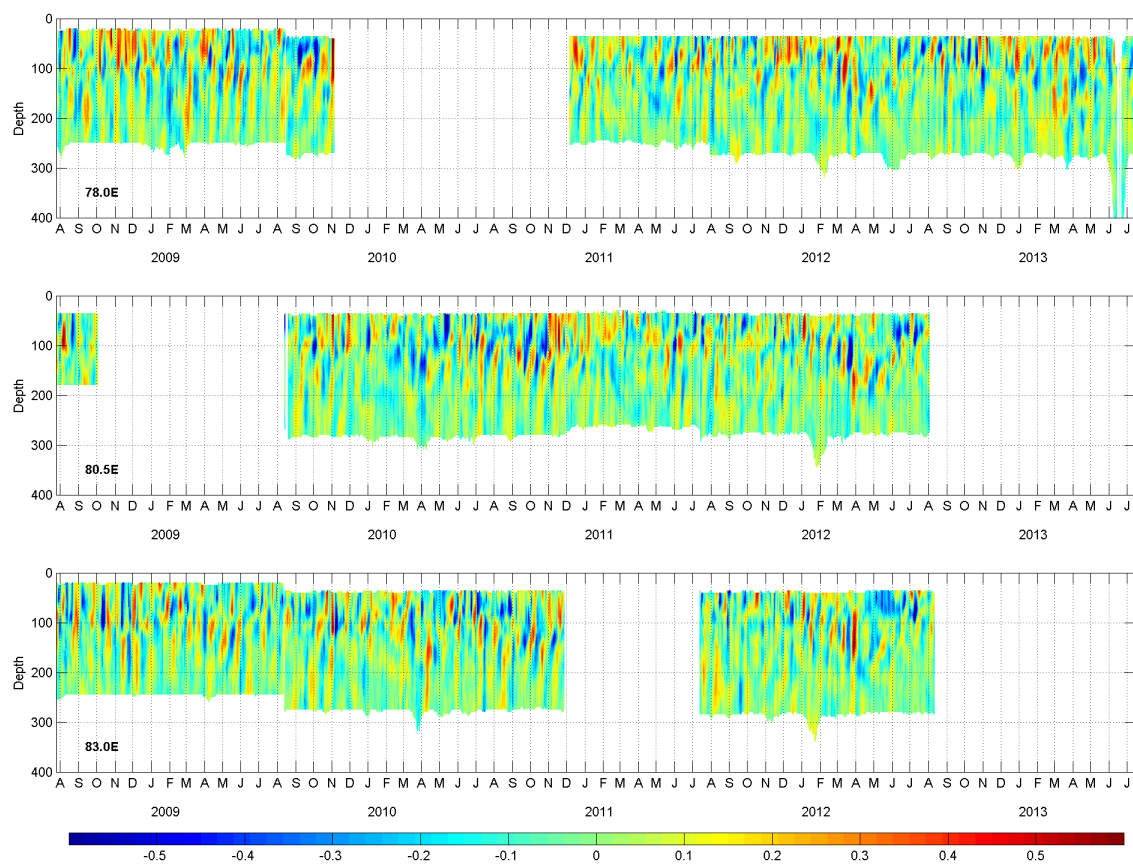 0
100
200
300
400
Depth
78.0E
A S O N D J F M A M J J A S O N D J F M A M J J A S O N D J F M A M J J A S O N D J F M A M J J A S O N D J F M A M J J
2009 2010 2011 2012 2013
0
100
200
300
400
Depth
80.5E
A S O N D J F M A M J J A S O N D J F M A M J J A S O N D J F M A M J J A S O N D J F M A M J J A S O N D J F M A M J J
2009 2010 2011 2012 2013
0
100
200
300
400
Depth
83.0E
A S O N D J F M A M J J A S O N D J F M A M J J A S O N D J F M A M J J A S O N D J F M A M J J A S O N D J F M A M J J
2009 2010 2011 2012 2013
-0.5 -0.4 -0.3 -0.2 -0.1 0 0.1 0.2 0.3 0.4 0.5